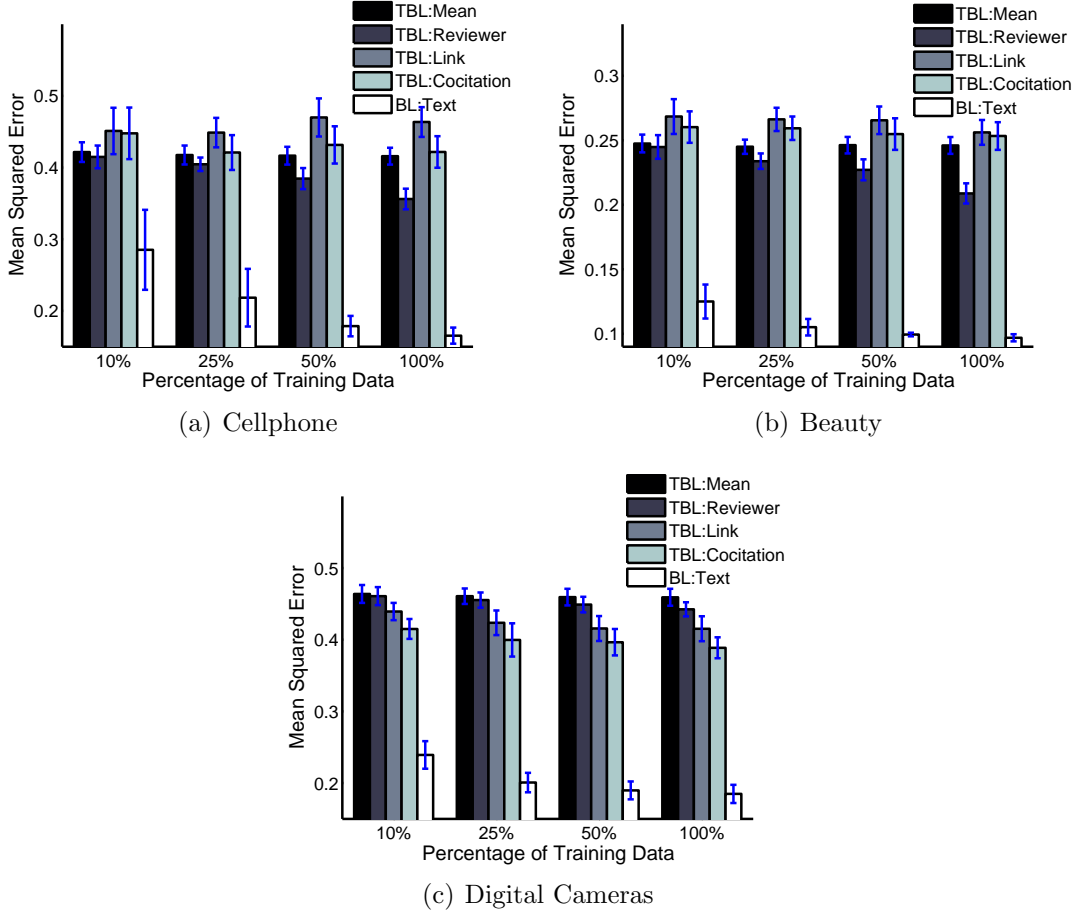 TBL:Mean
TBL:Reviewer
TBL:Link
TBL:Cocitation
BL:Text
0.5
0.4
0.3
0.2
Mean Squared Error
10% 25% 50% 100%
Percentage of Training Data
(a) Cellphone
TBL:Mean
TBL:Reviewer
TBL:Link
TBL:Cocitation
BL:Text
0.3
0.25
0.2
0.15
0.1
Mean Squared Error
10% 25% 50% 100%
Percentage of Training Data
(b) Beauty
TBL:Mean
TBL:Reviewer
TBL:Link
TBL:Cocitation
BL:Text
0.5
0.4
0.3
0.2
Mean Squared Error
10% 25% 50% 100%
Percentage of Training Data
(c) Digital Cameras